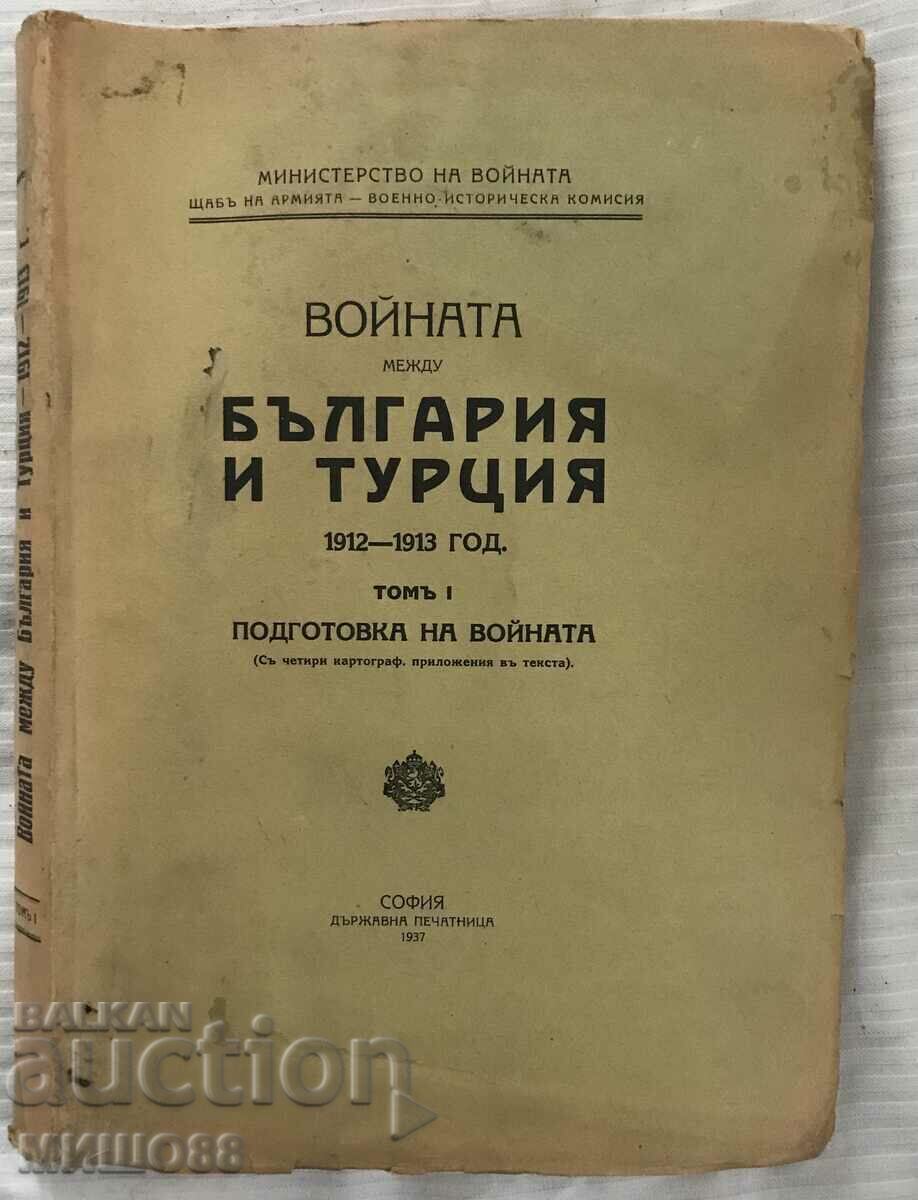 МИНИСТЕРСТВО НА ВОЙНАТА
ЩАБЪ НА АРМИЯТА — ВОЕННО-ИСТОРИЧЕСКА КОМИСИЯ
ВОЙНАТА
МЕЖДУ
БЪЛГАРИЯ
И ТУРЦИЯ
1912—1913 ГОД.
ТОМЪ I
ПОДГОТОВКА НА ВОЙНАТА
(Съ четири картограф. приложения въ текста).
СОФИЯ
ДЪРЖАВНА ПЕЧАТНИЦА
1937
Войната между България и Турция — 1912 — 1913 г.
ТОМЪ I
BALKAN
auction
МИШО88